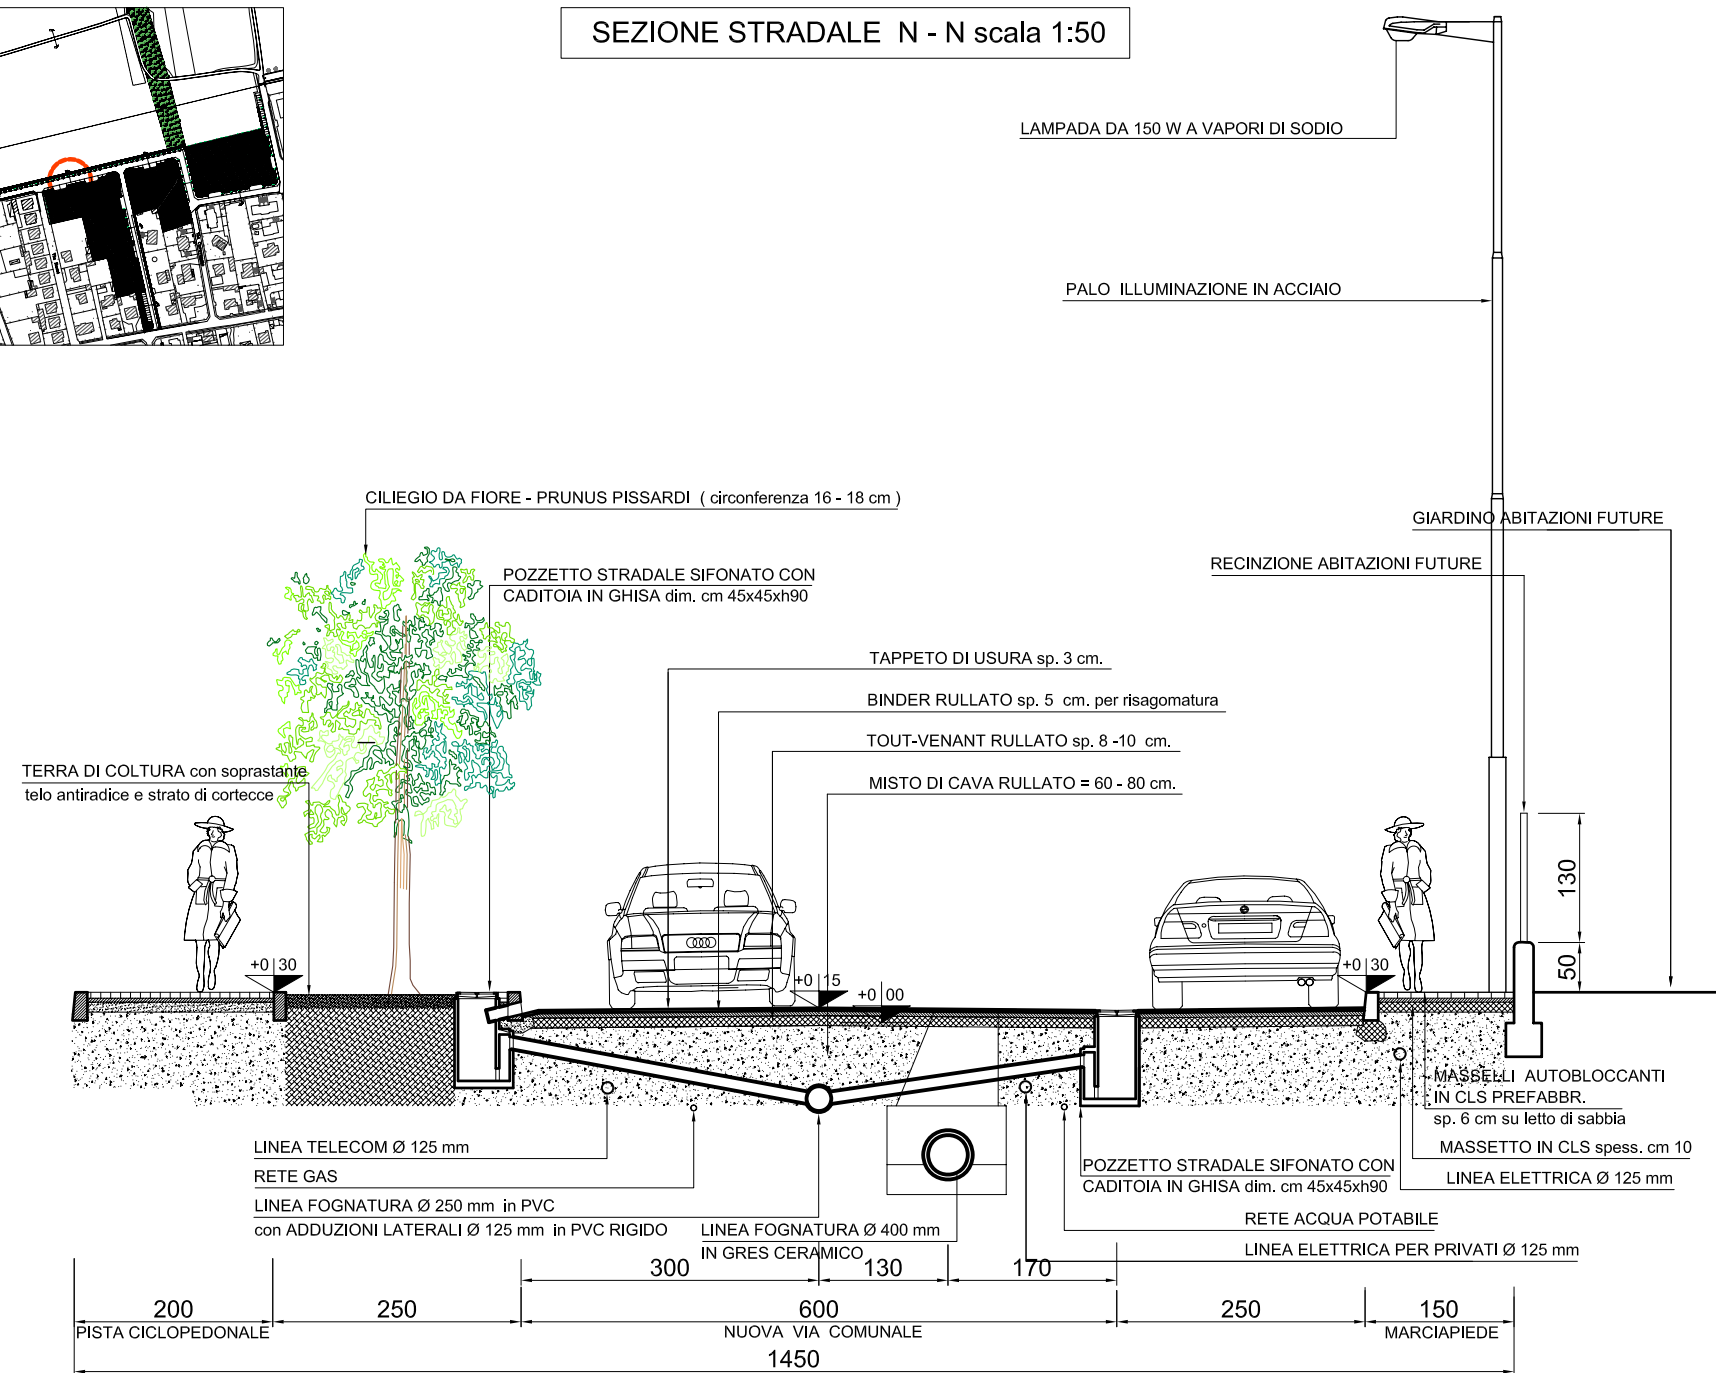 SEZIONE STRADALE N - N scala 1:50
LAMPADA DA 150 W A VAPORI DI SODIO
PALO ILLUMINAZIONE IN ACCIAIO
CILIEGIO DA FIORE - PRUNUS PISSARDI ( circonferenza 16 - 18 cm )
GIARDINO ABITAZIONI FUTURE
RECINZIONE ABITAZIONI FUTURE
POZZETTO STRADALE SIFONATO CON
CADITOIA IN GHISA dim. cm 45x45xh90
TAPPETO DI USURA sp. 3 cm.
BINDER RULLATO sp. 5 cm. per risagomatura
TOUT-VENANT RULLATO sp. 8 -10 cm.
MISTO DI CAVA RULLATO = 60 - 80 cm.
TERRA DI COLTURA con soprastante
telo antiradice e strato di cortecce
130
50
+0 30
+0 15
+0 00
+0 30
MASSELLI AUTOBLOCCANTI
IN CLS PREFABBR.
sp. 6 cm su letto di sabbia
MASSETTO IN CLS spess. cm 10
LINEA ELETTRICA Ø 125 mm
LINEA TELECOM Ø 125 mm
RETE GAS
LINEA FOGNATURA Ø 250 mm in PVC
con ADDUZIONI LATERALI Ø 125 mm in PVC RIGIDO
LINEA FOGNATURA Ø 400 mm
IN GRES CERAMICO
POZZETTO STRADALE SIFONATO CON
CADITOIA IN GHISA dim. cm 45x45xh90
RETE ACQUA POTABILE
LINEA ELETTRICA PER PRIVATI Ø 125 mm
300 130 170
200 250 600 250 150
PISTA CICLOPEDONALE NUOVA VIA COMUNALE MARCIAPIEDE
1450